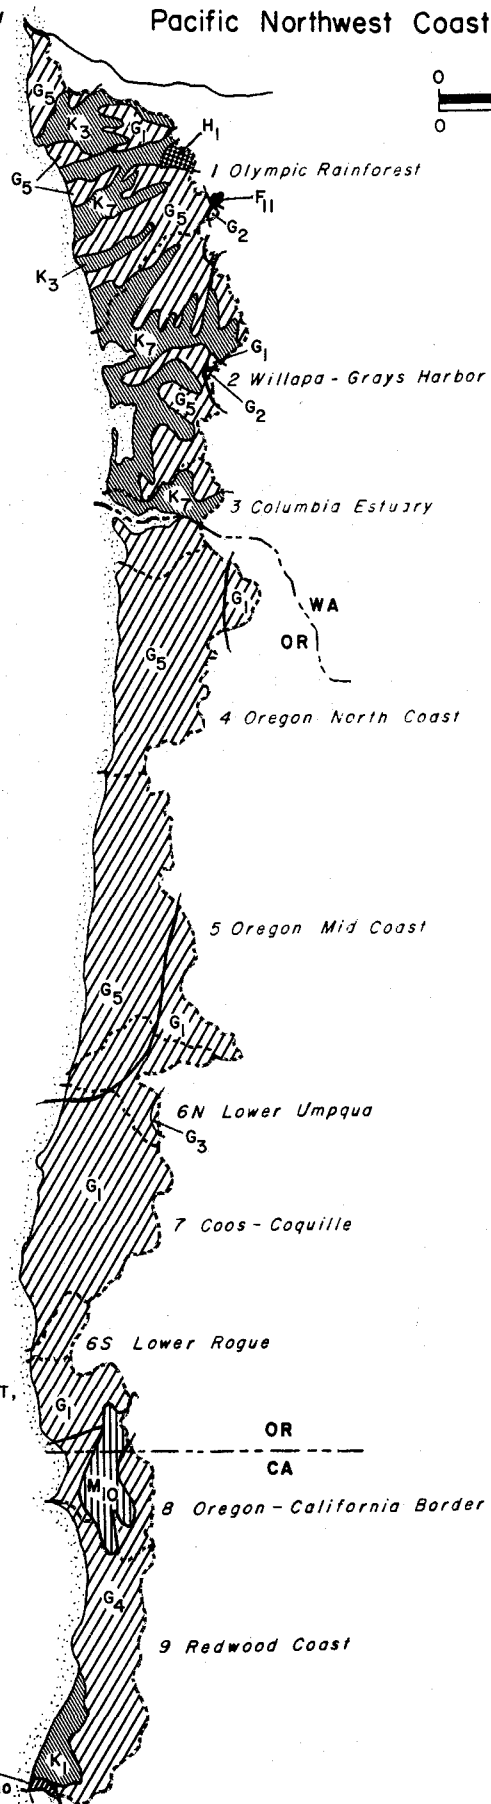 Pacific Northwest Coast
0
0
G5
K3
G1
H1
1 Olympic Rainforest
G5
K7
G5
F11
G2
K3
K7
G1
2 Willapa - Grays Harbor
G5
G2
K7
3 Columbia Estuary
G1
WA
OR
G5
4 Oregon North Coast
5 Oregon Mid Coast
G5
G1
6N Lower Umpqua
G3
G1
7 Coos - Coquille
6S Lower Rogue
T,
G1
OR
CA
M10
8 Oregon - California Border
G4
9 Redwood Coast
K1